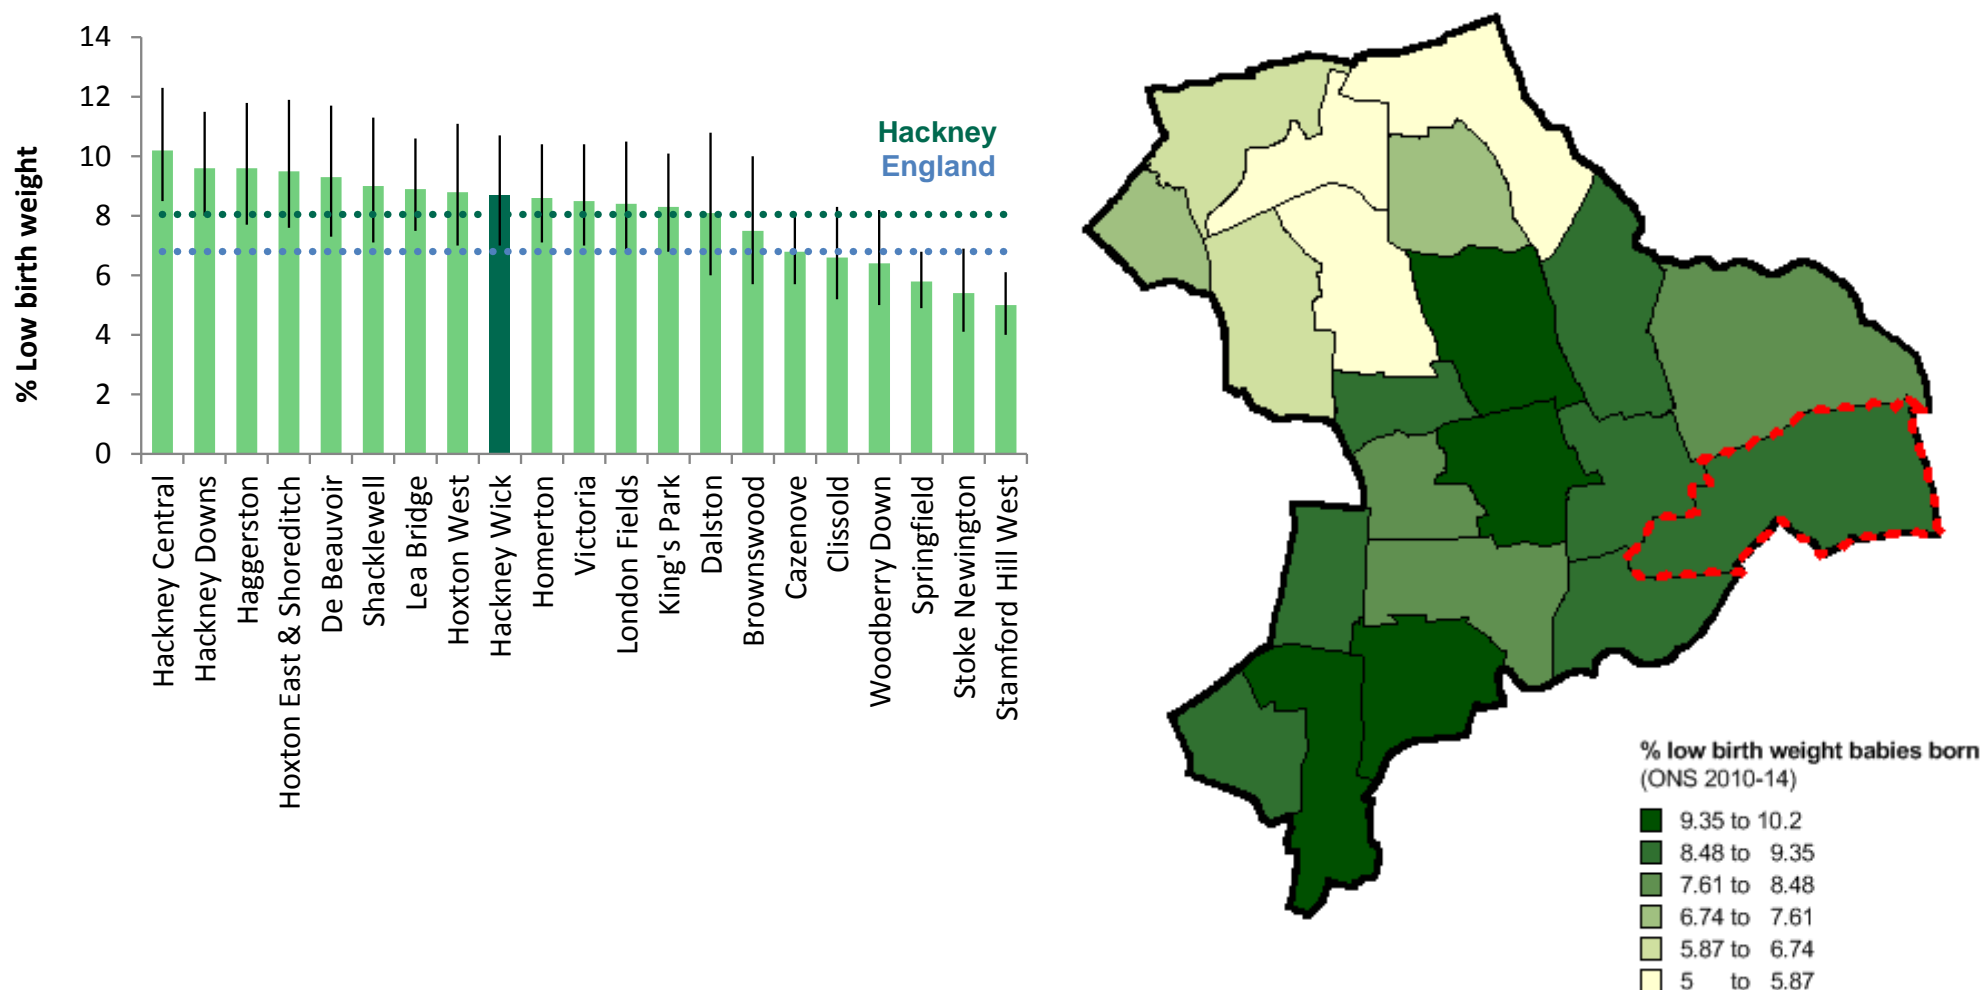 % Low birth weight
14
12
10
8
6
4
2
0
Hackney
England
Hackney Central
Hackney Downs
Haggerston
Hoxton East & Shoreditch
De Beauvoir
Shacklewell
Lea Bridge
Hoxton West
Hackney Wick
Homerton
Victoria
London Fields
King's Park
Dalston
Brownswood
Cazenove
Clissold
Woodberry Down
Springfield
Stoke Newington
Stamford Hill West
% low birth weight babies born
(ONS 2010-14)
9.35 to 10.2
8.48 to 9.35
7.61 to 8.48
6.74 to 7.61
5.87 to 6.74
5 to 5.87